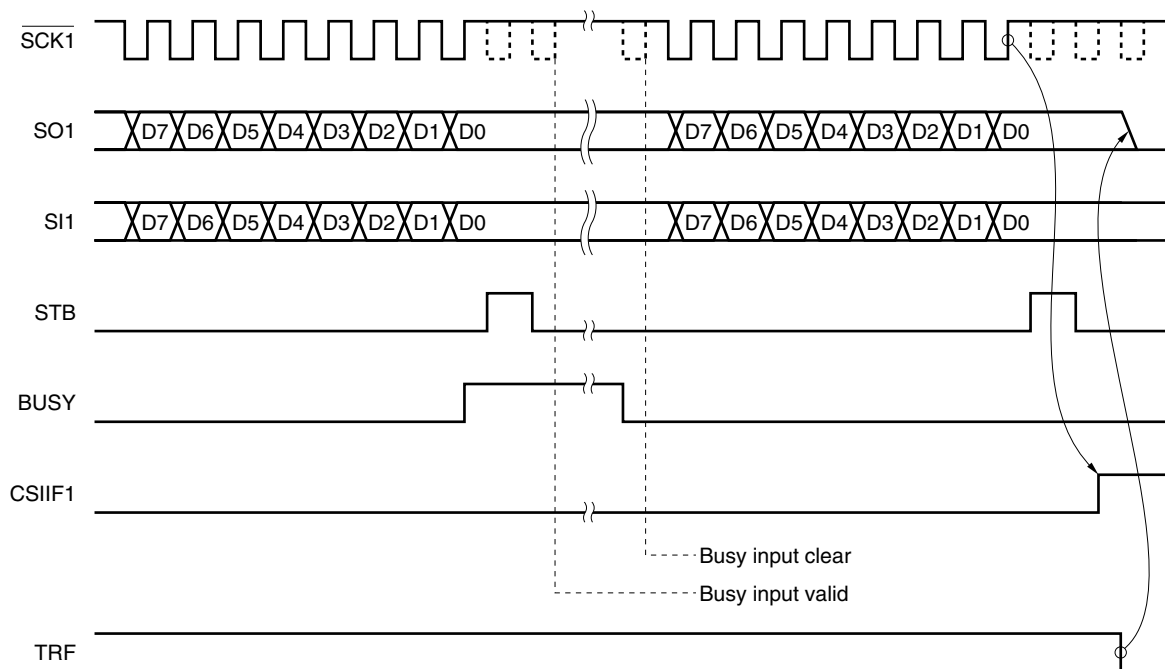 SCK1
SO1 D7 D6 D5 D4 D3 D2 D1 D0 D7 D6 D5 D4 D3 D2 D1 D0
SI1 D7 D6 D5 D4 D3 D2 D1 D0 D7 D6 D5 D4 D3 D2 D1 D0
STB
BUSY
CSIIF1
Busy input clear
Busy input valid
TRF